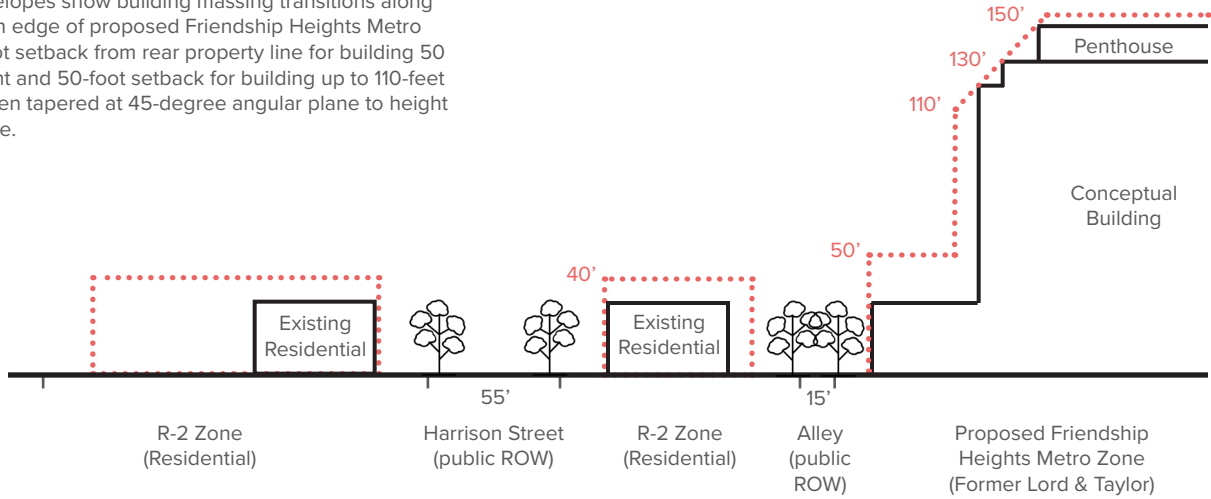 elopes show building massing transitions along
edge of proposed Friendship Heights Metro
setback from rear property line for building 50
and 50-foot setback for building up to 110-feet
tapered at 45-degree angular plane to height
150’
130’
110’
50’
40’
Penthouse
Conceptual
Building
Existing
Residential
Existing
Residential
55’
15’
R-2 Zone
(Residential)
Harrison Street
(public ROW)
R-2 Zone
(Residential)
Alley
(public
ROW)
Proposed Friendship
Heights Metro Zone
(Former Lord & Taylor)